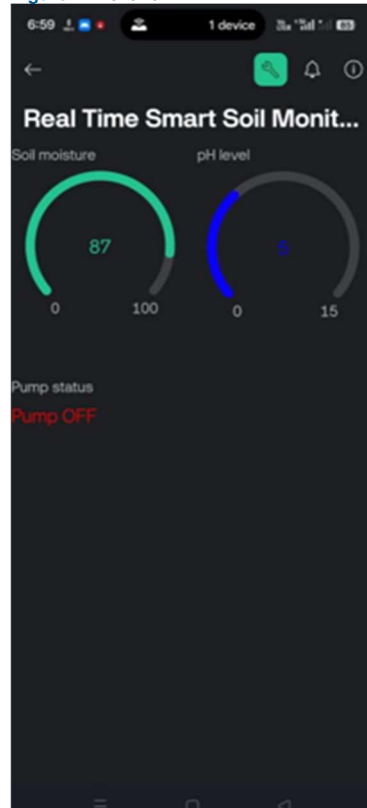 6:59 1 device 65
Real Time Smart Soil Monit...
Soil moisture pH level
87 5
0 100 0 15
Pump status
Pump OFF